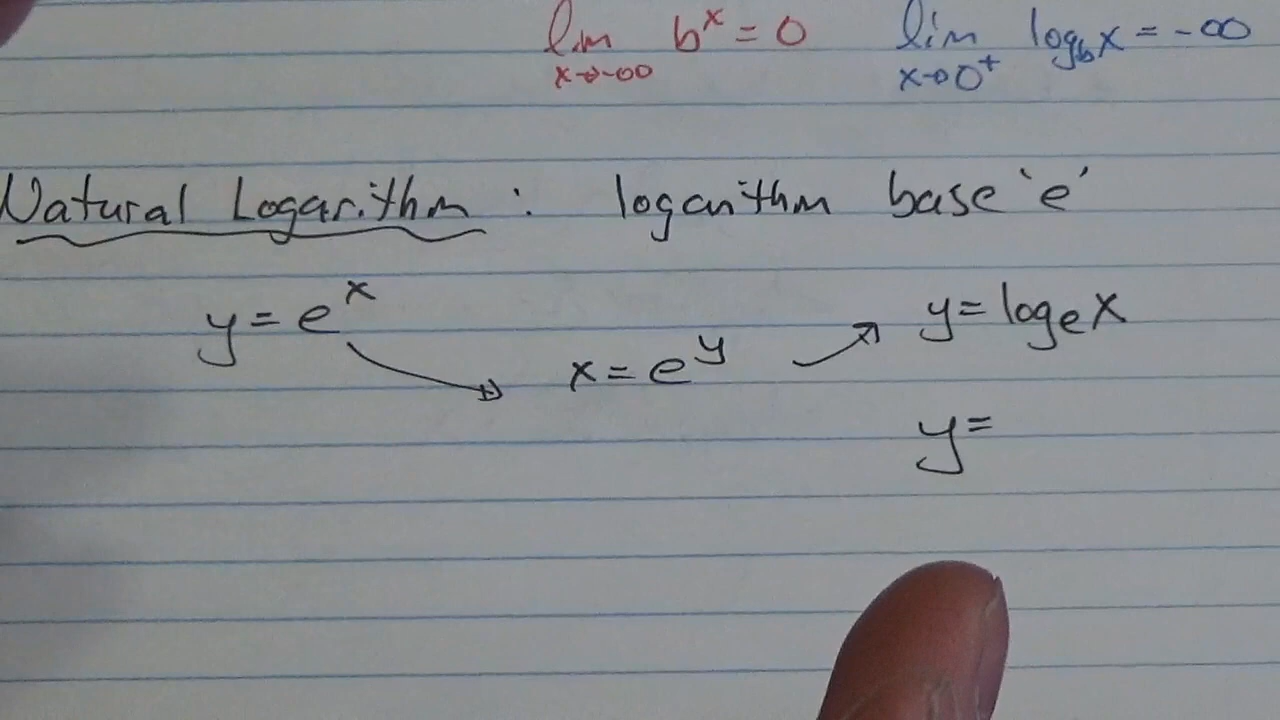 lim b^x = 0 lim log_b x = -∞
x→-∞ x→0^+
Natural Logarithm : logarithm base 'e'
y = e^x
x = e^y
y = log_e x
y =